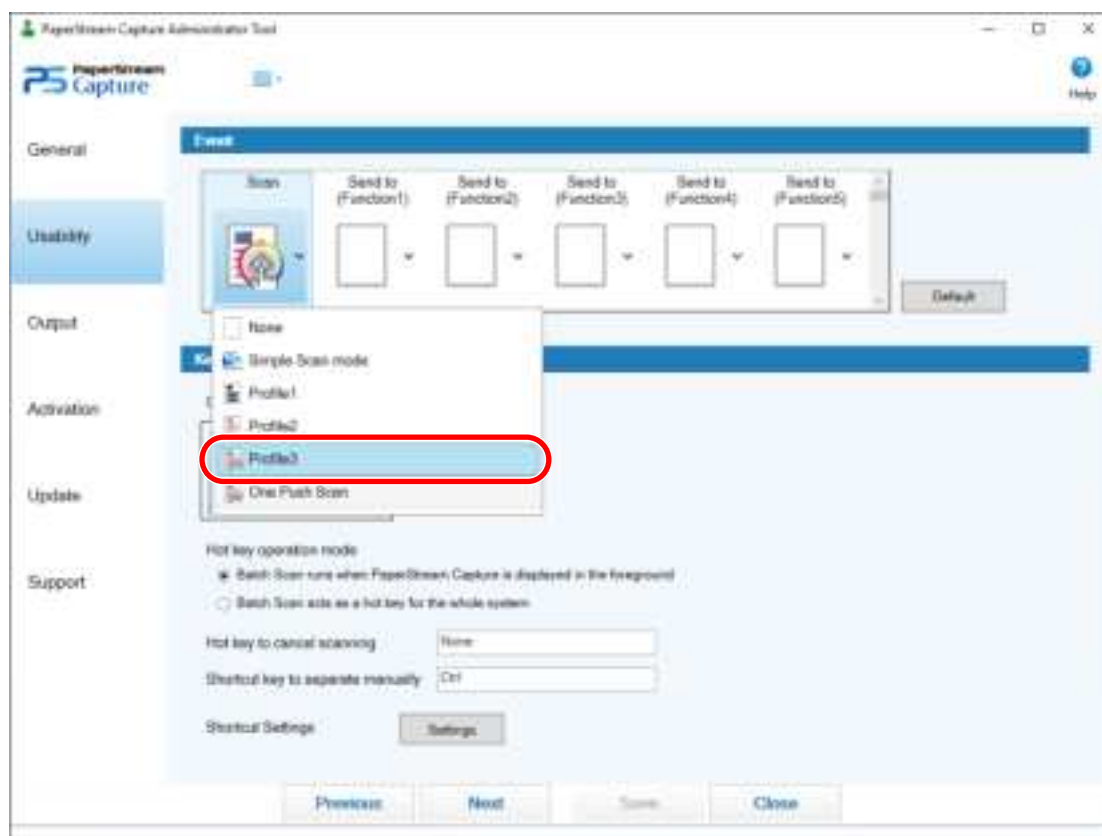 PaperStream Capture Administrator Tool
PaperStream
Capture
Help
General
Usability
Output
Activation
Update
Support
Event
Scan
Send to
(Function1)
Send to
(Function2)
Send to
(Function3)
Send to
(Function4)
Send to
(Function5)
Default
None
Simple Scan mode
Profile1
Profile2
Profile3
One Push Scan
Hot key operation mode
Batch Scan runs when PaperStream Capture is displayed in the foreground
Batch Scan acts as a hot key for the whole system
Hot key to cancel scanning None
Shortcut key to separate manually Ctrl
Shortcut Settings Settings
Previous Next Save Close